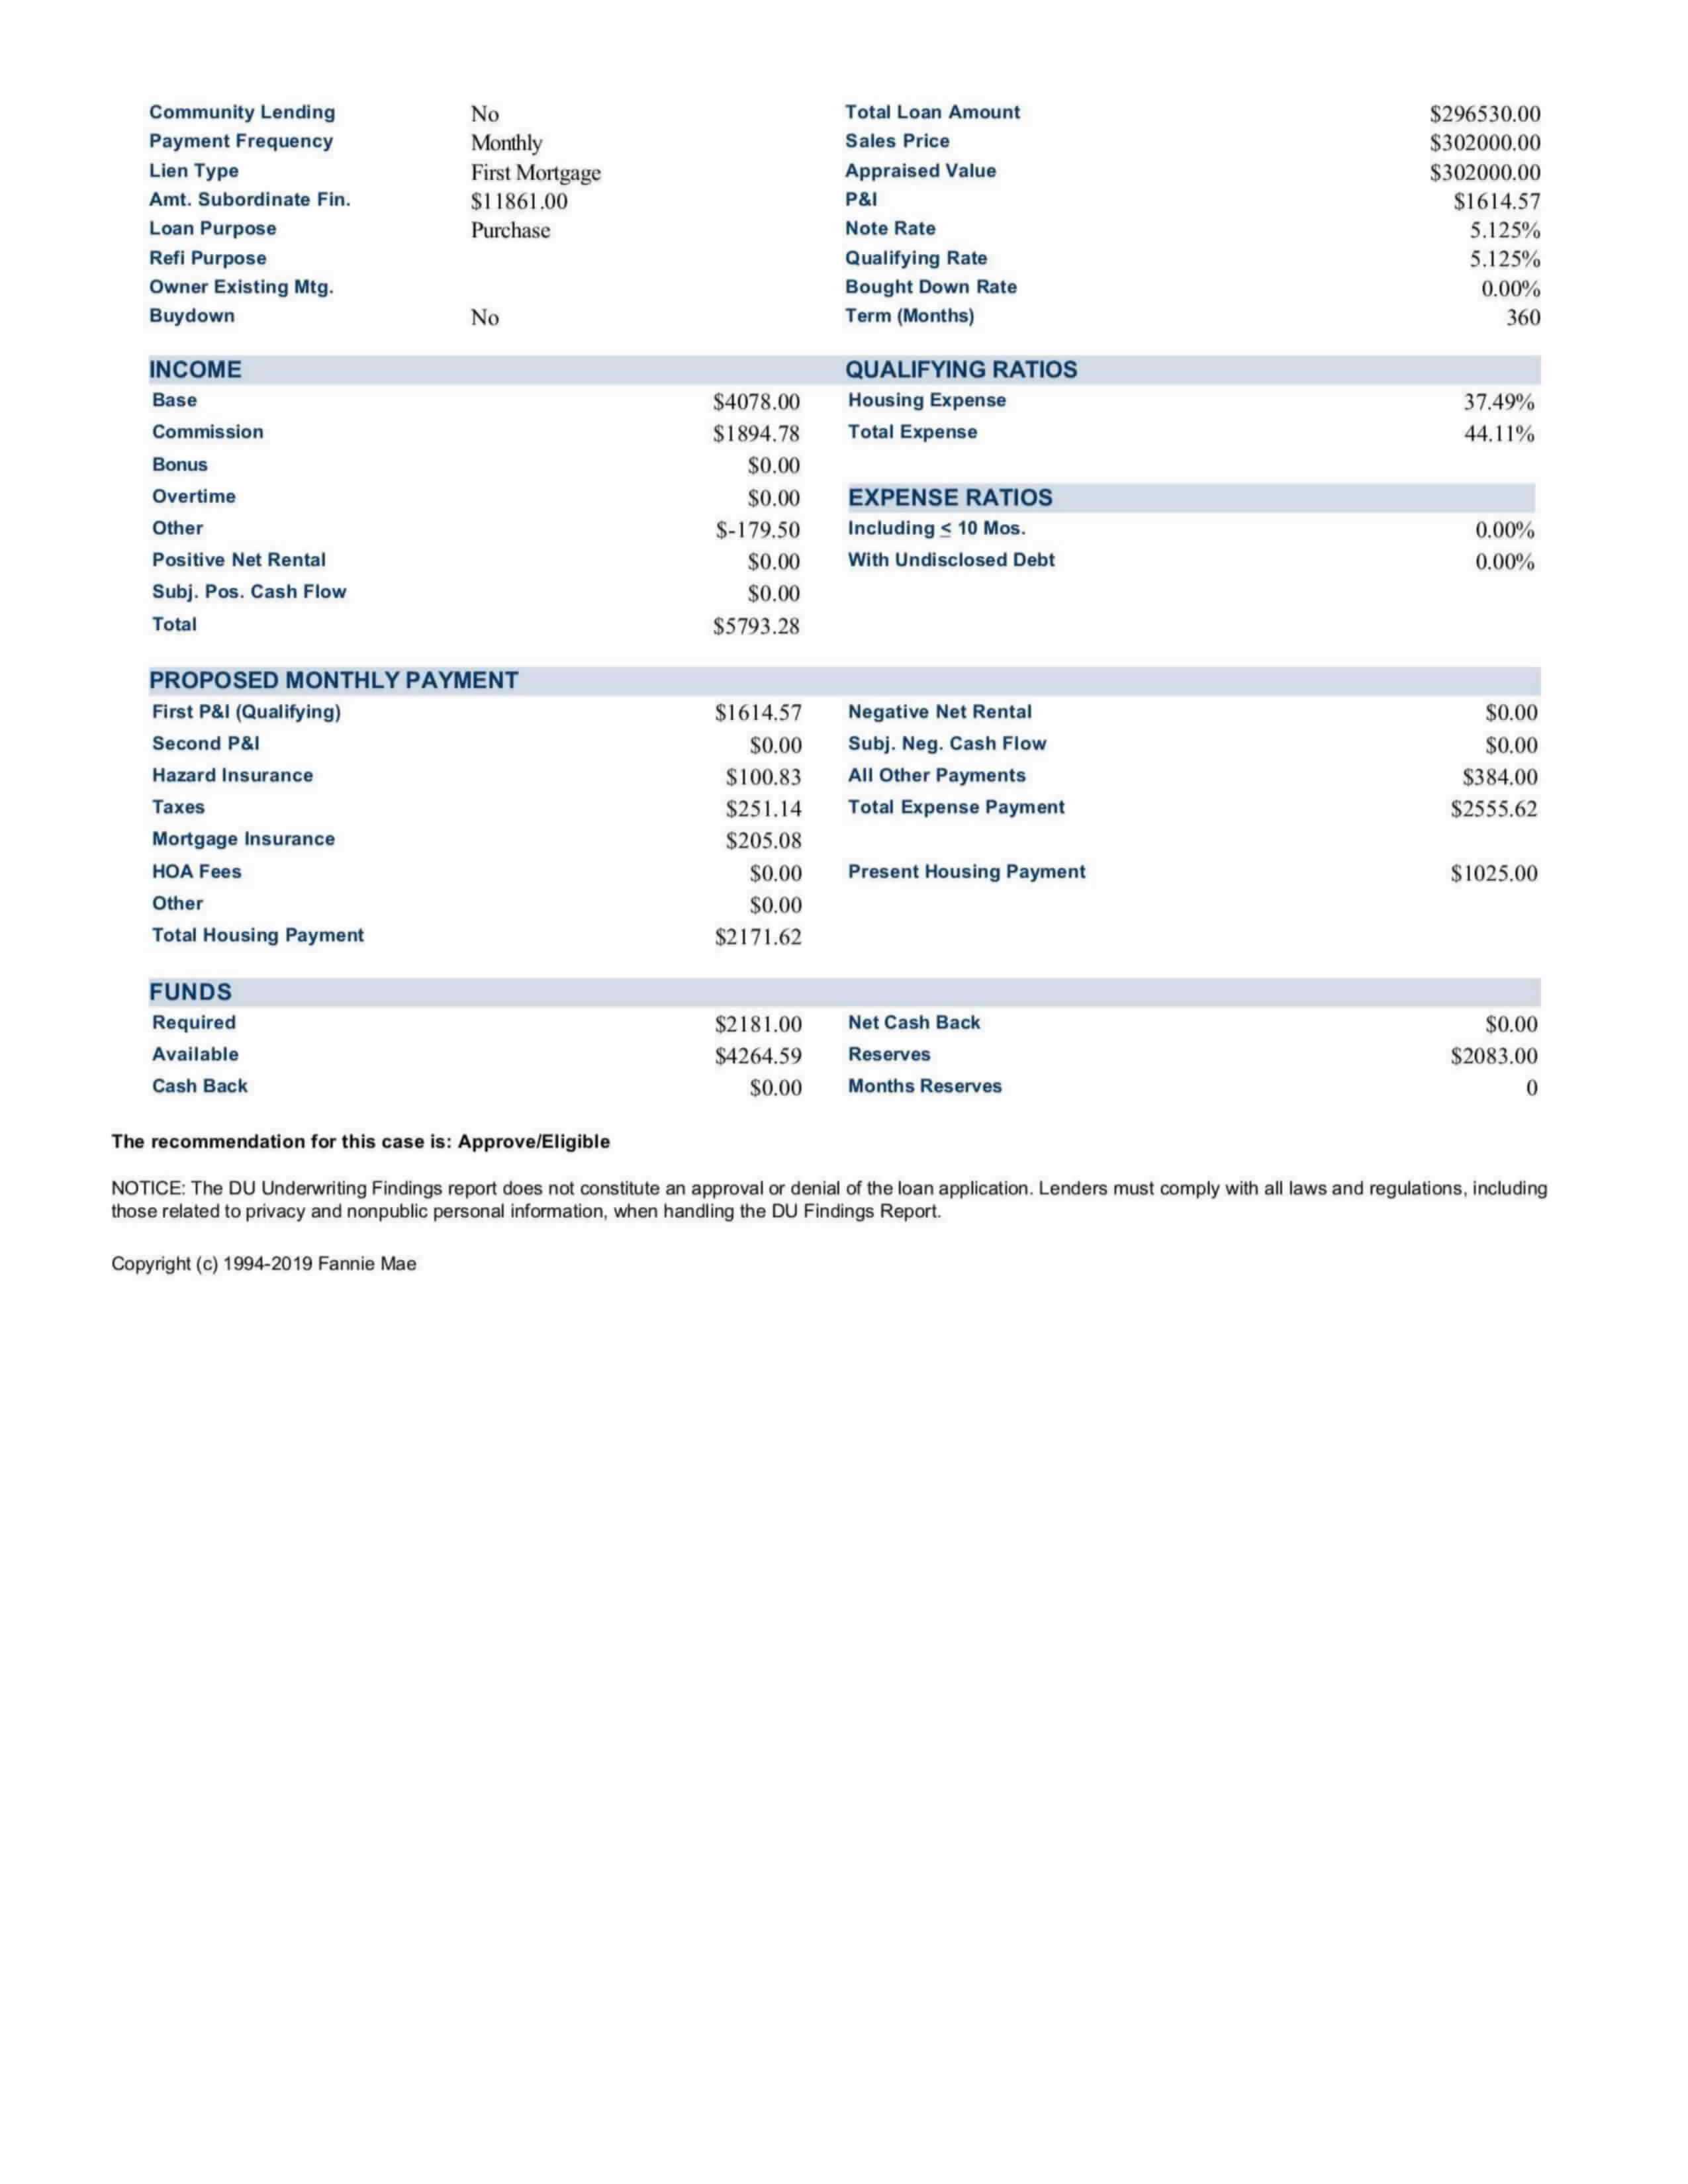 Community Lending No Total Loan Amount $296530.00
Payment Frequency Monthly Sales Price $302000.00
Lien Type First Mortgage Appraised Value $302000.00
Amt. Subordinate Fin. $11861.00 P&I $1614.57
Loan Purpose Purchase Note Rate 5.125%
Refi Purpose Qualifying Rate 5.125%
Owner Existing Mtg. Bought Down Rate 0.00%
Buydown No Term (Months) 360
INCOME QUALIFYING RATIOS
Base $4078.00 Housing Expense 37.49%
Commission $1894.78 Total Expense 44.11%
Bonus $0.00
Overtime $0.00 EXPENSE RATIOS
Other $-179.50 Including ≤ 10 Mos. 0.00%
Positive Net Rental $0.00 With Undisclosed Debt 0.00%
Subj. Pos. Cash Flow $0.00
Total $5793.28
PROPOSED MONTHLY PAYMENT
First P&I (Qualifying) $1614.57 Negative Net Rental $0.00
Second P&I $0.00 Subj. Neg. Cash Flow $0.00
Hazard Insurance $100.83 All Other Payments $384.00
Taxes $251.14 Total Expense Payment $2555.62
Mortgage Insurance $205.08
HOA Fees $0.00 Present Housing Payment $1025.00
Other $0.00
Total Housing Payment $2171.62
FUNDS
Required $2181.00 Net Cash Back $0.00
Available $4264.59 Reserves $2083.00
Cash Back $0.00 Months Reserves 0
The recommendation for this case is: Approve/Eligible
NOTICE: The DU Underwriting Findings report does not constitute an approval or denial of the loan application. Lenders must comply with all laws and regulations, including
those related to privacy and nonpublic personal information, when handling the DU Findings Report.
Copyright (c) 1994-2019 Fannie Mae